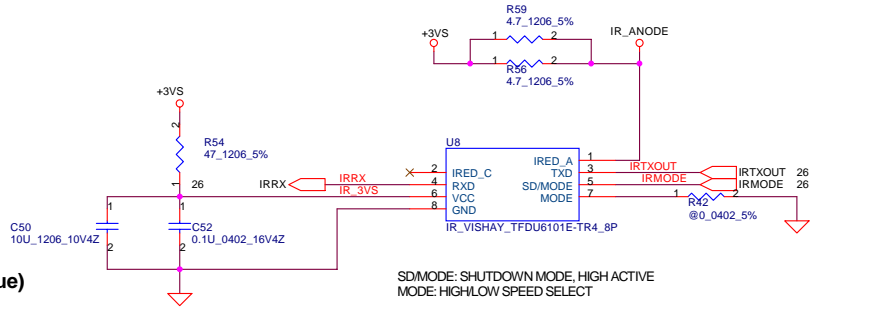 R59
4.7_1206_5%
+3VS
IR_ANODE
1 2
1 2
R56
4.7_1206_5%
+3VS
2
R54
47_1206_5%
1
26
IRRX
IRRX
IR_3VS
U8
2 IRED_C
4 RXD
6 VCC
8 GND
IRED_A 1
TXD 3
SD/MODE 5
MODE 7
IR_VISHAY_TFDU6101E-TR4_8P
IRTXOUT
IRMODE
IRTXOUT 26
IRMODE 26
1 2
R42
@0_0402_5%
1
C50
10U_1206_10V4Z
2
1
C52
0.1U_0402_16V4Z
2
ue)
SD/MODE: SHUTDOWN MODE, HIGH ACTIVE
MODE: HIGH/LOW SPEED SELECT